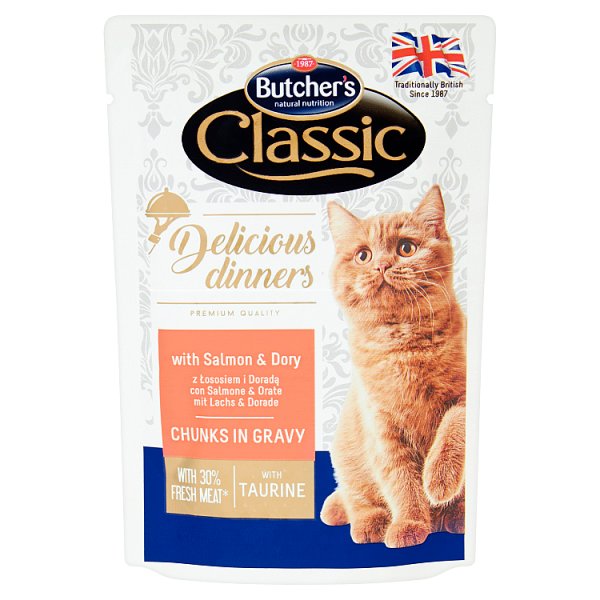 1987
Butcher's
natural nutrition
Classic
Traditionally British
Since 1987
Delicious
dinners
PREMIUM QUALITY
with Salmon & Dory
z Łososiem i Doradą
con Salmone & Orate
mit Lachs & Dorade
CHUNKS IN GRAVY
WITH 30%
FRESH MEAT*
WITH
TAURINE